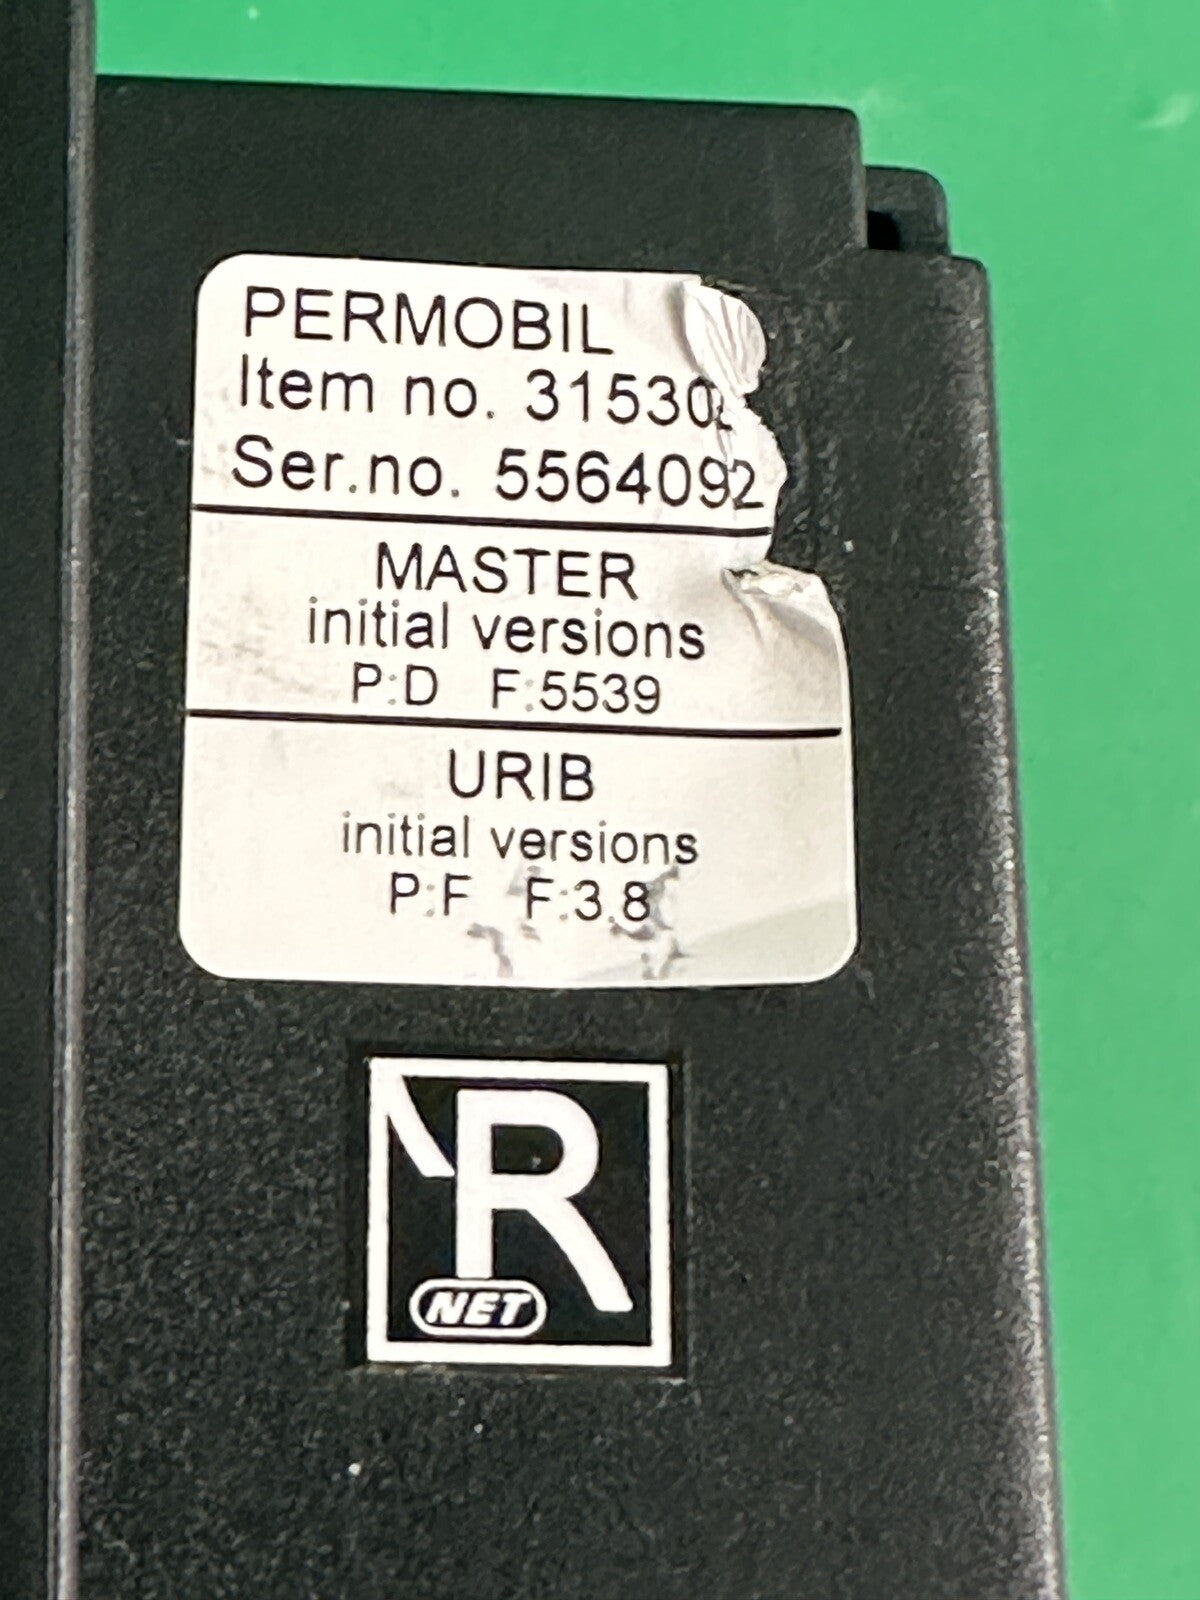 PERMOBIL
Item no. 31530
Ser.no. 5564092
MASTER
initial versions
P:D F:5539
URIB
initial versions
P:F F:3.8
R
NET